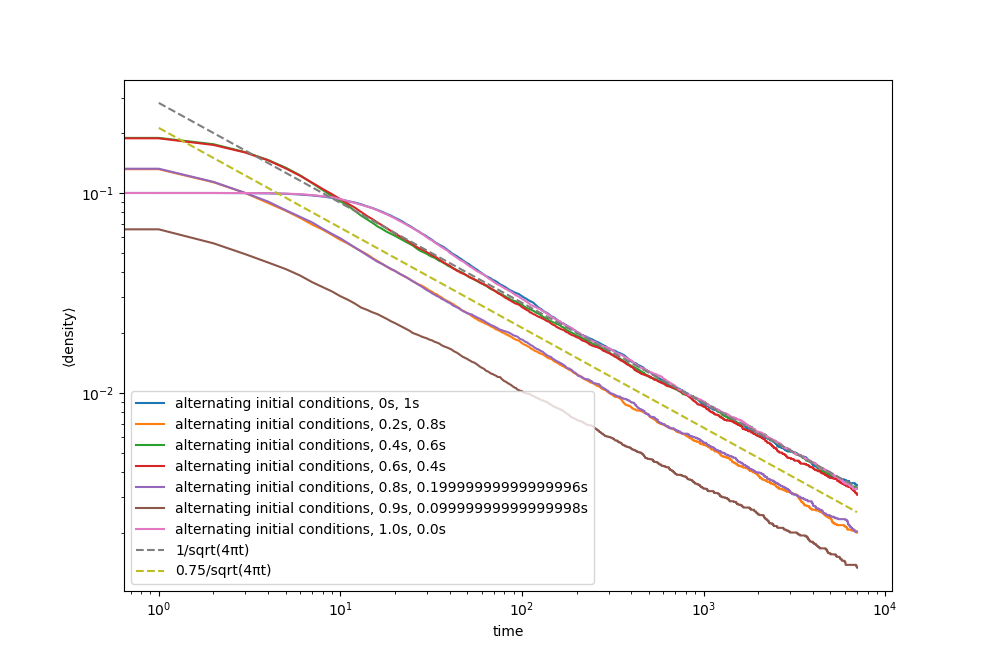 10⁻¹
10⁻²
⟨density⟩
alternating initial conditions, 0s, 1s
alternating initial conditions, 0.2s, 0.8s
alternating initial conditions, 0.4s, 0.6s
alternating initial conditions, 0.6s, 0.4s
alternating initial conditions, 0.8s, 0.19999999999999996s
alternating initial conditions, 0.9s, 0.09999999999999998s
alternating initial conditions, 1.0s, 0.0s
1/sqrt(4πt)
0.75/sqrt(4πt)
10⁰ 10¹ 10² 10³ 10⁴
time